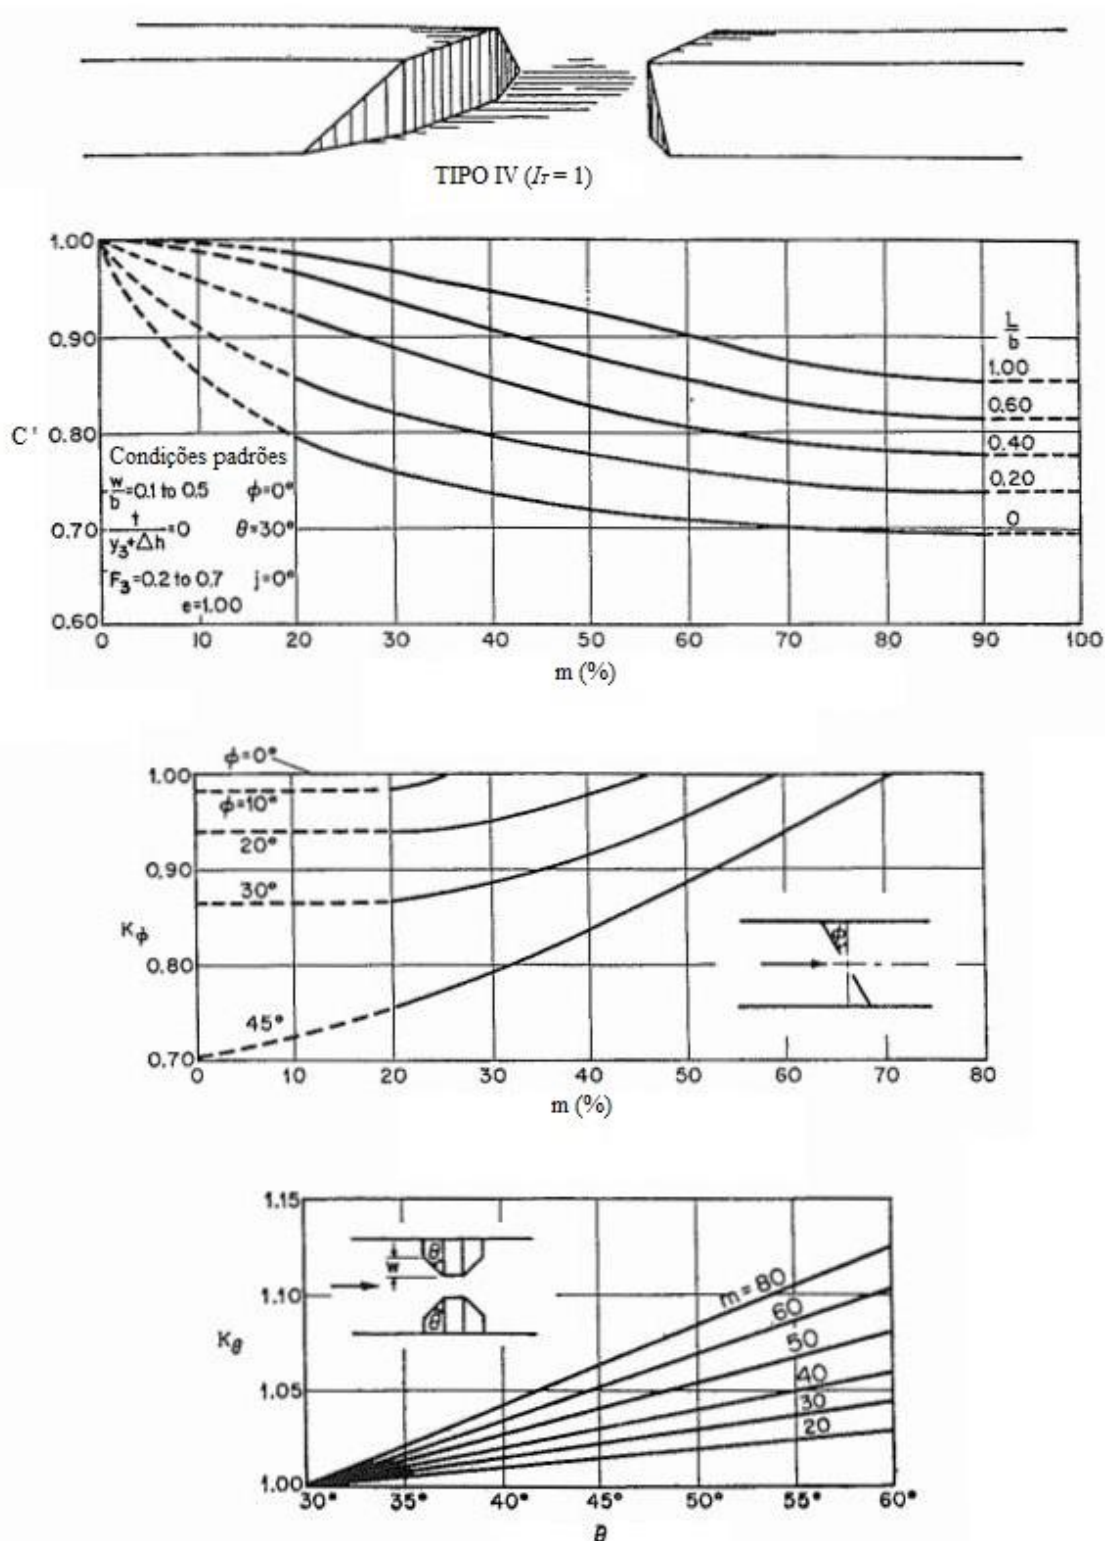 TIPO IV (IT = 1)
1.00
0.90
0.80
0.70
0.60
C'
L
b
1.00
0.60
0.40
0.20
0
Condições padrões
w/b=0.1 to 0.5 ϕ=0°
t/(y3+Δh)=0 θ=30°
F3=0.2 to 0.7 j=0°
e=1.00
0 10 20 30 40 50 60 70 80 90 100
m (%)
ϕ=0°
1.00
ϕ=10°
20°
0.90
30°
Kϕ
ϕ
0.80
45°
0.70
0 10 20 30 40 50 60 70 80
m (%)
1.15
θ
w
m = 80
1.10
60
θ
Kθ
50
1.05
40
30
20
1.00
30° 35° 40° 45° 50° 55° 60°
θ